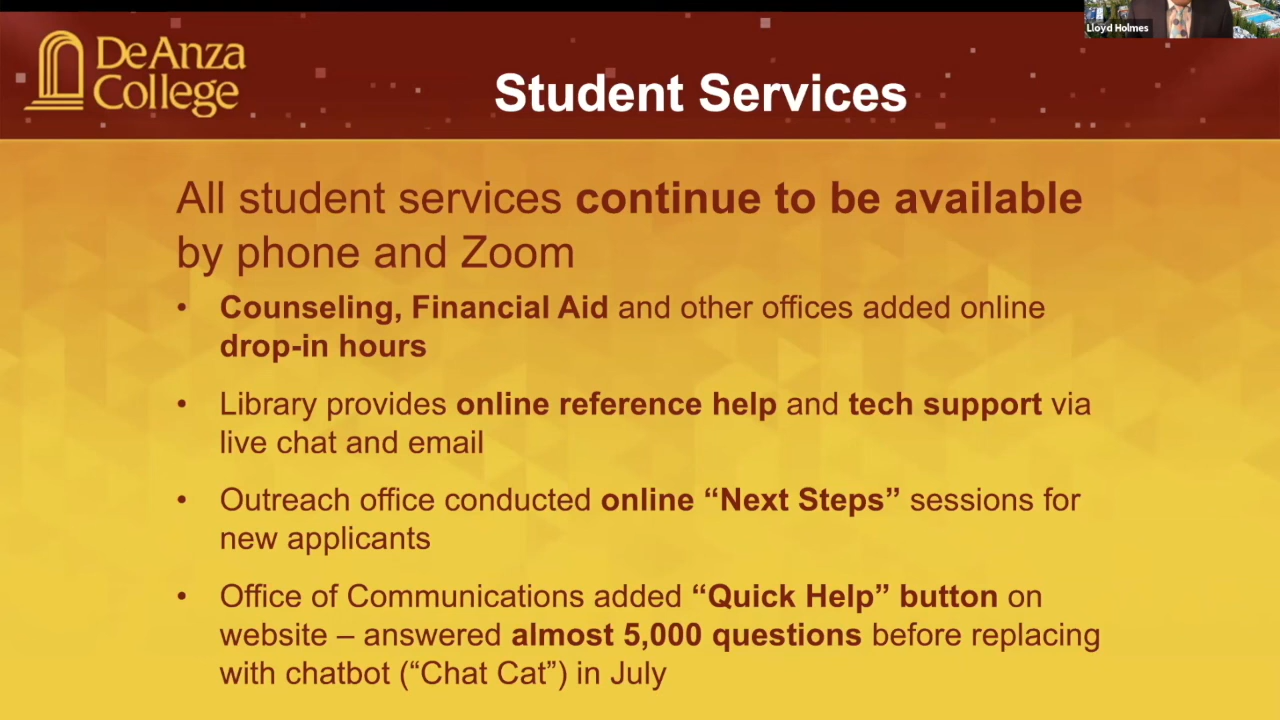 Lloyd Holmes
De Anza
College
Student Services
All student services continue to be available
by phone and Zoom
• Counseling, Financial Aid and other offices added online
drop-in hours
• Library provides online reference help and tech support via
live chat and email
• Outreach office conducted online “Next Steps” sessions for
new applicants
• Office of Communications added “Quick Help” button on
website – answered almost 5,000 questions before replacing
with chatbot (“Chat Cat”) in July